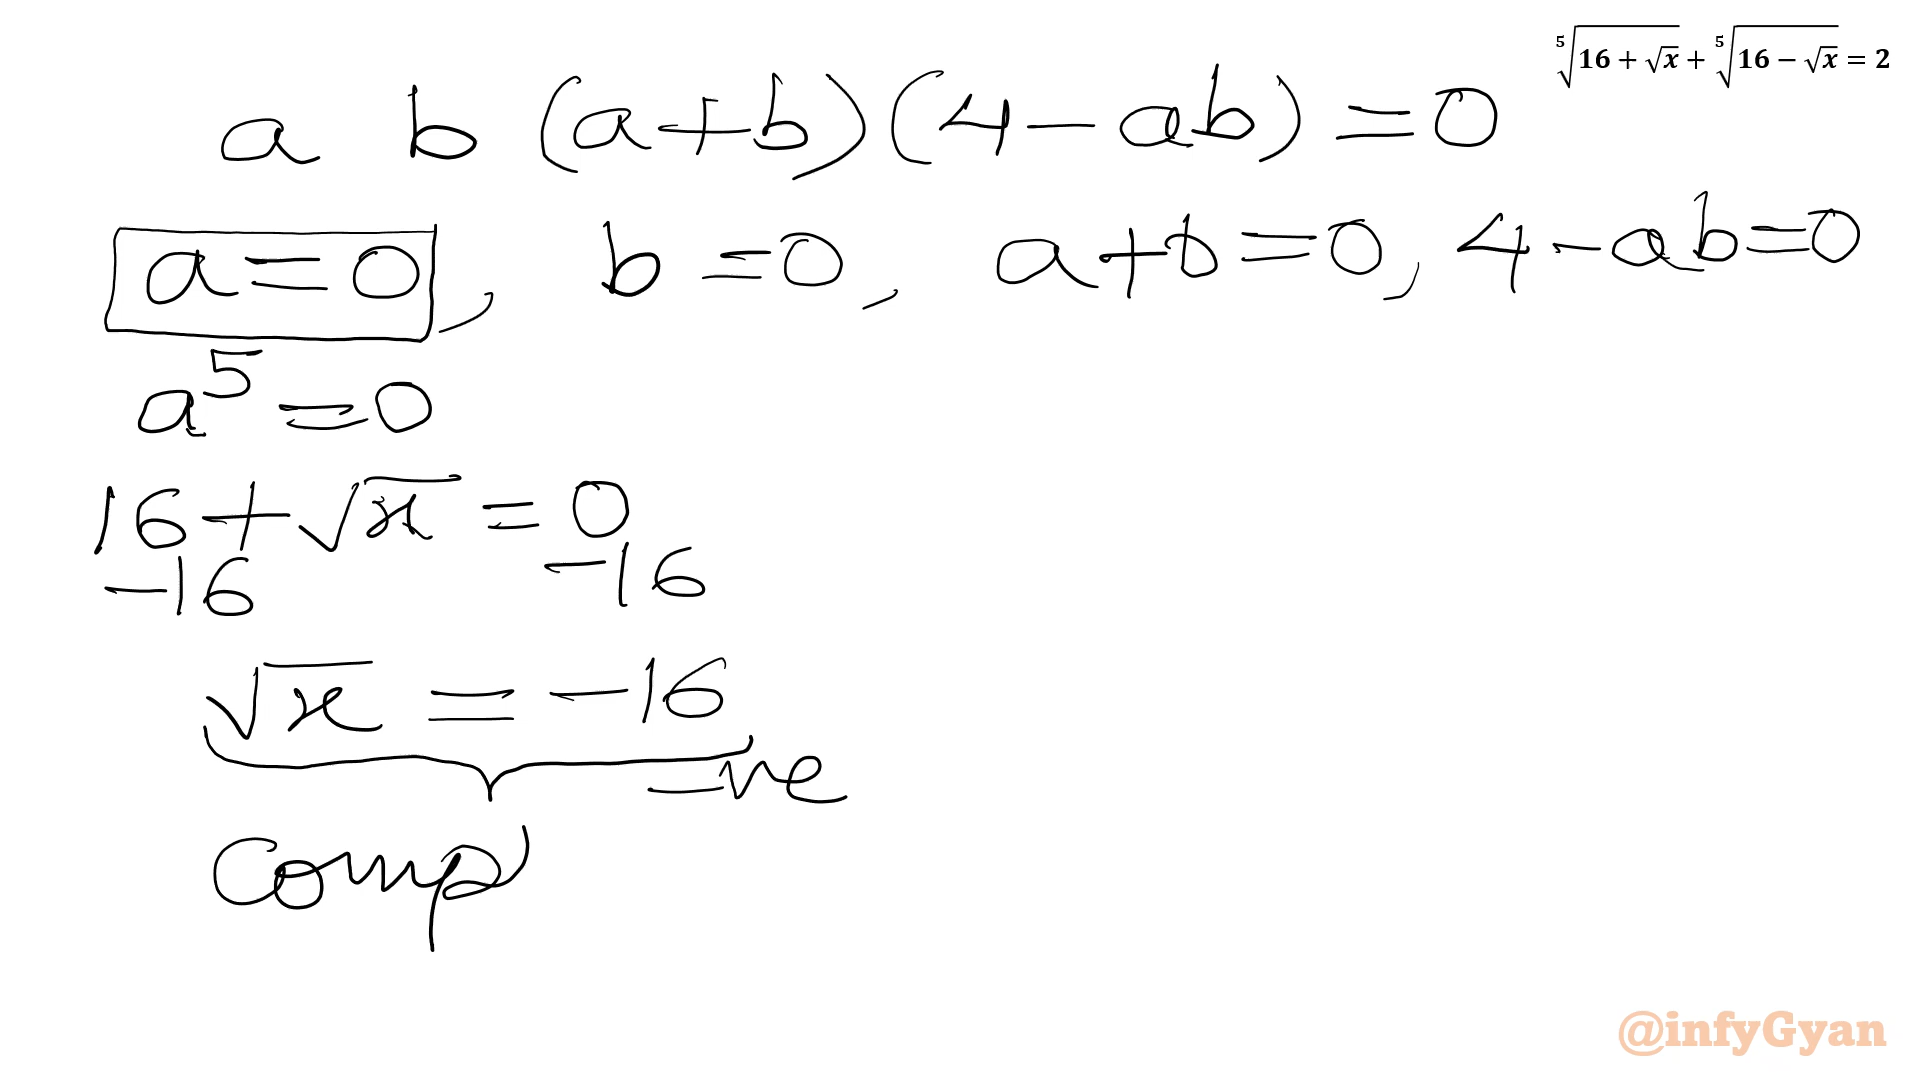 ⁵√(16 + √x) + ⁵√(16 − √x) = 2
a b (a+b)(4-ab) = 0
a = 0, b = 0, a+b=0, 4-ab=0
a⁵ = 0
16+√x = 0
-16 -16
√x = -16
-ve
Comp
@infyGyan